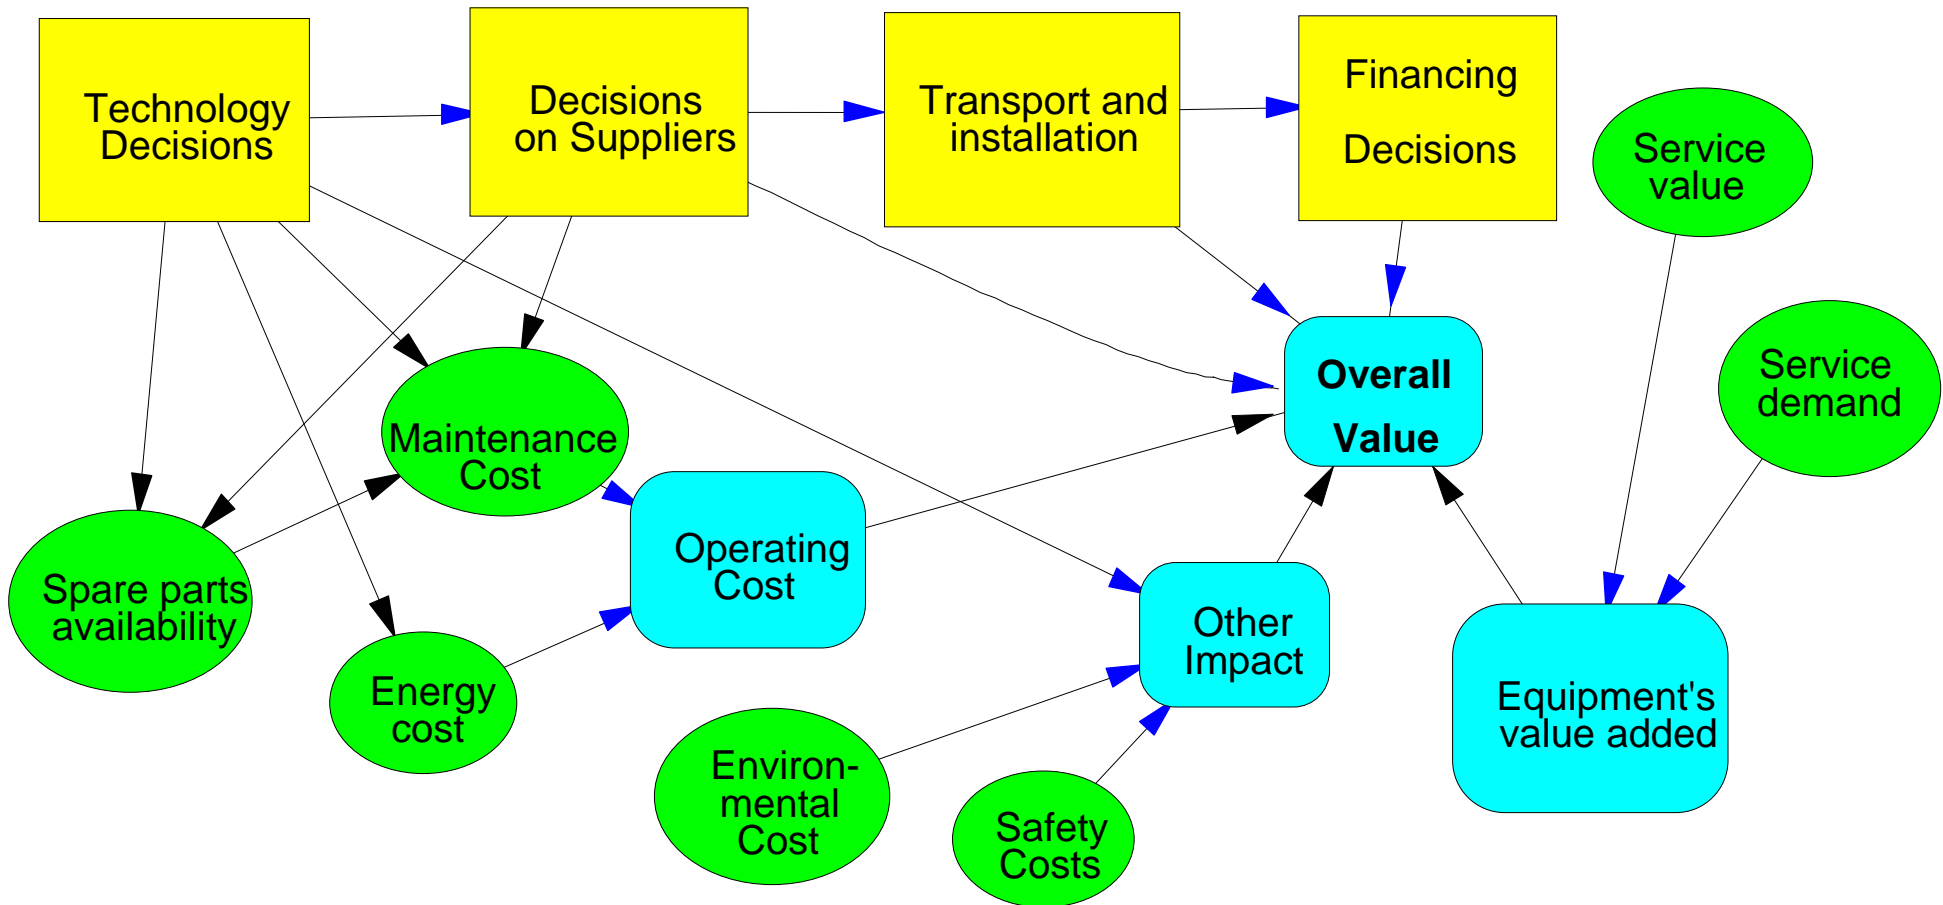 Technology
Decisions
Decisions
on Suppliers
Transport and
installation
Financing
Decisions
Service
value
Service
demand
Overall
Value
Maintenance
Cost
Operating
Cost
Spare parts
availability
Other
Impact
Energy
cost
Equipment's
value added
Environ-
mental
Cost
Safety
Costs